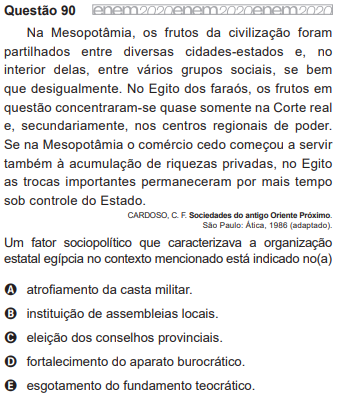 Questão 90 enem2020enem2020enem2020
Na Mesopotâmia, os frutos da civilização foram
partilhados entre diversas cidades-estados e, no
interior delas, entre vários grupos sociais, se bem
que desigualmente. No Egito dos faraós, os frutos em
questão concentraram-se quase somente na Corte real
e, secundariamente, nos centros regionais de poder.
Se na Mesopotâmia o comércio cedo começou a servir
também à acumulação de riquezas privadas, no Egito
as trocas importantes permaneceram por mais tempo
sob controle do Estado.
CARDOSO, C. F. Sociedades do antigo Oriente Próximo.
São Paulo: Ática, 1986 (adaptado).
Um fator sociopolítico que caracterizava a organização
estatal egípcia no contexto mencionado está indicado no(a)
A atrofiamento da casta militar.
B instituição de assembleias locais.
C eleição dos conselhos provinciais.
D fortalecimento do aparato burocrático.
E esgotamento do fundamento teocrático.